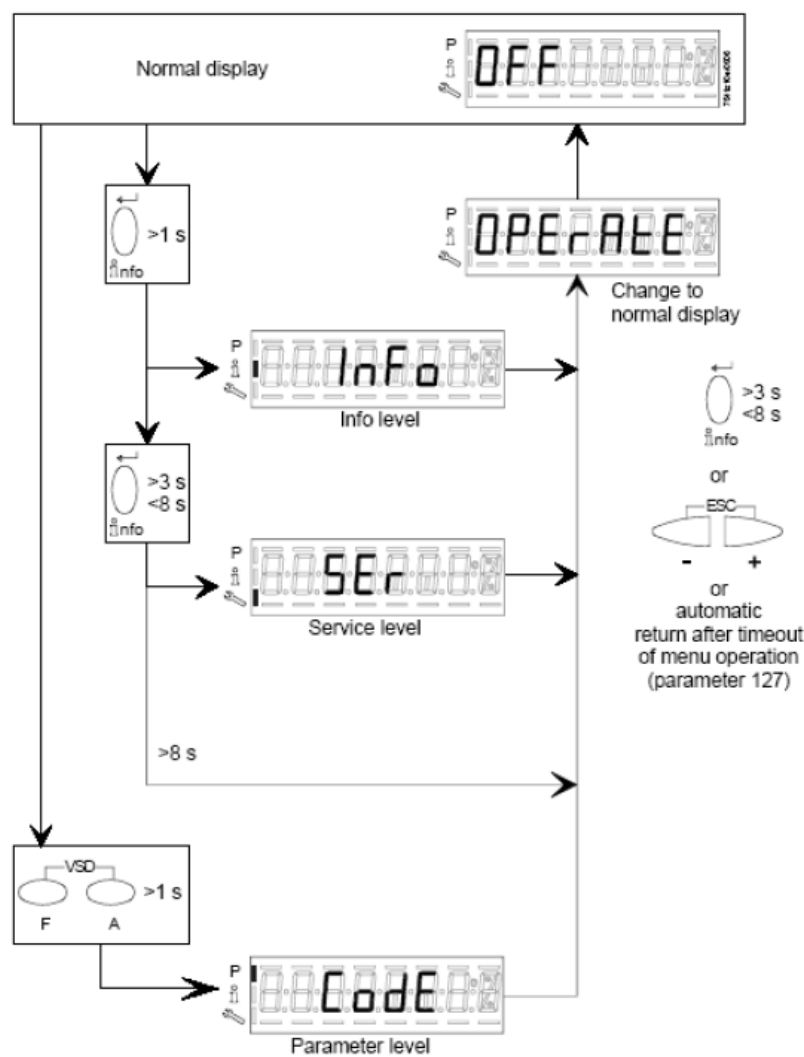 Normal display
P
OFF
i
>1 s
info
P
OPErAtE
i
Change to
normal display
P
InFo
i
Info level
>3 s
<8 s
info
or
ESC
- +
or
automatic
return after timeout
of menu operation
(parameter 127)
>3 s
<8 s
info
P
SEr
i
Service level
>8 s
VSD
>1 s
F A
P
CodE
i
Parameter level